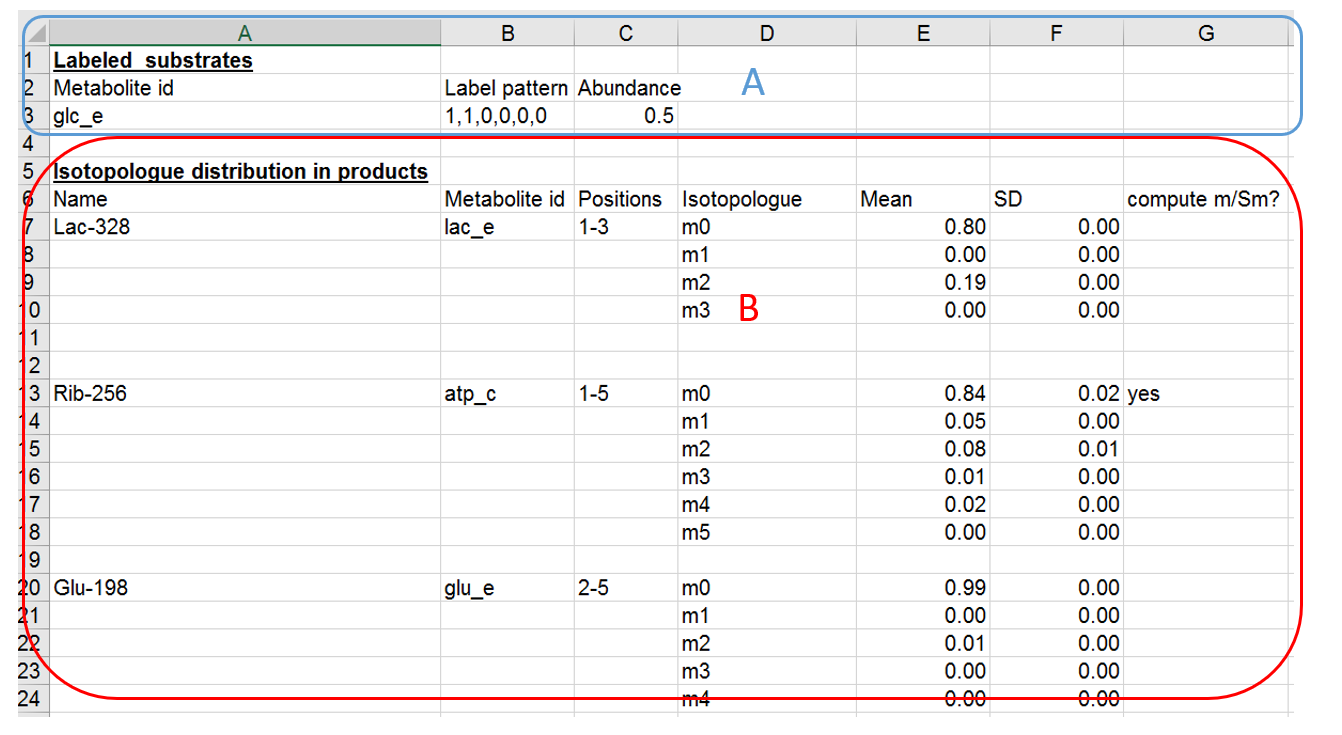 A B C D E F G
1 Labeled  substrates
2 Metabolite id Label pattern Abundance A
3 glc_e 1,1,0,0,0,0 0.5
4
5 Isotopologue distribution in products
6 Name Metabolite id Positions Isotopologue Mean SD compute m/Sm?
7 Lac-328 lac_e 1-3 m0 0.80 0.00
8 m1 0.00 0.00
9 m2 0.19 0.00
10 m3 B 0.00 0.00
11
12
13 Rib-256 atp_c 1-5 m0 0.84 0.02 yes
14 m1 0.05 0.00
15 m2 0.08 0.01
16 m3 0.01 0.00
17 m4 0.02 0.00
18 m5 0.00 0.00
19
20 Glu-198 glu_e 2-5 m0 0.99 0.00
21 m1 0.00 0.00
22 m2 0.01 0.00
23 m3 0.00 0.00
24 m4 0.00 0.00